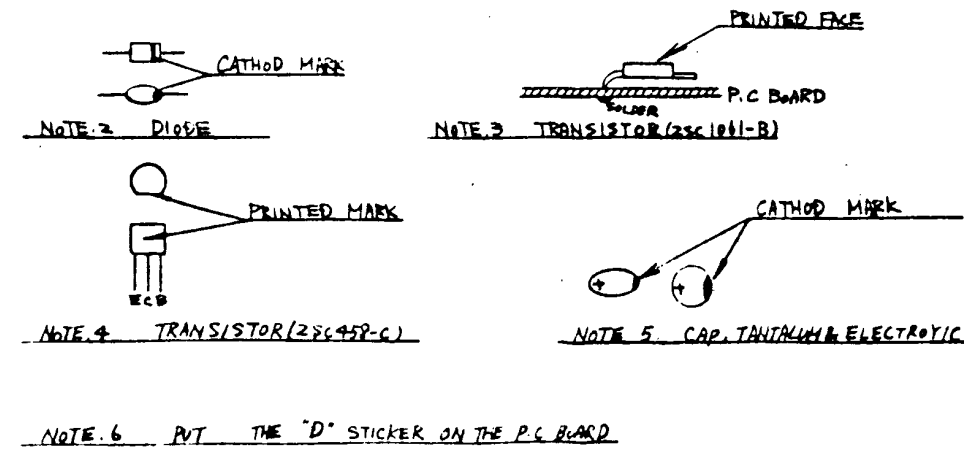 PRINTED FACE
CATHOD MARK
P.C BOARD
SOLDER
NOTE.2 DIODE
NOTE.3 TRANSISTOR(2SC1061-B)
PRINTED MARK
CATHOD MARK
+ +
E C B
NOTE.4 TRANSISTOR(2SC458-C)
NOTE 5. CAP, TANTALUM & ELECTROYIC
NOTE.6 PUT THE "D" STICKER ON THE P.C BOARD